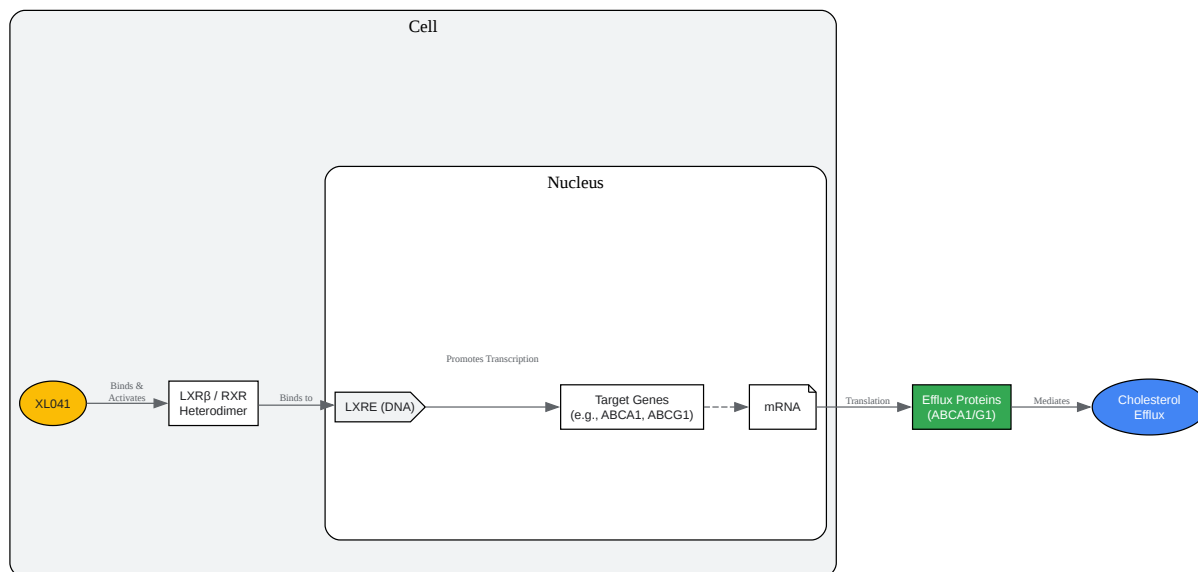 Cell
Nucleus
Promotes Transcription
Binds &
Activates
XL041
LXRβ / RXR
Heterodimer
Binds to
LXRE (DNA)
Target Genes
(e.g., ABCA1, ABCG1)
mRNA
Translation
Efflux Proteins
(ABCA1/G1)
Mediates
Cholesterol
Efflux